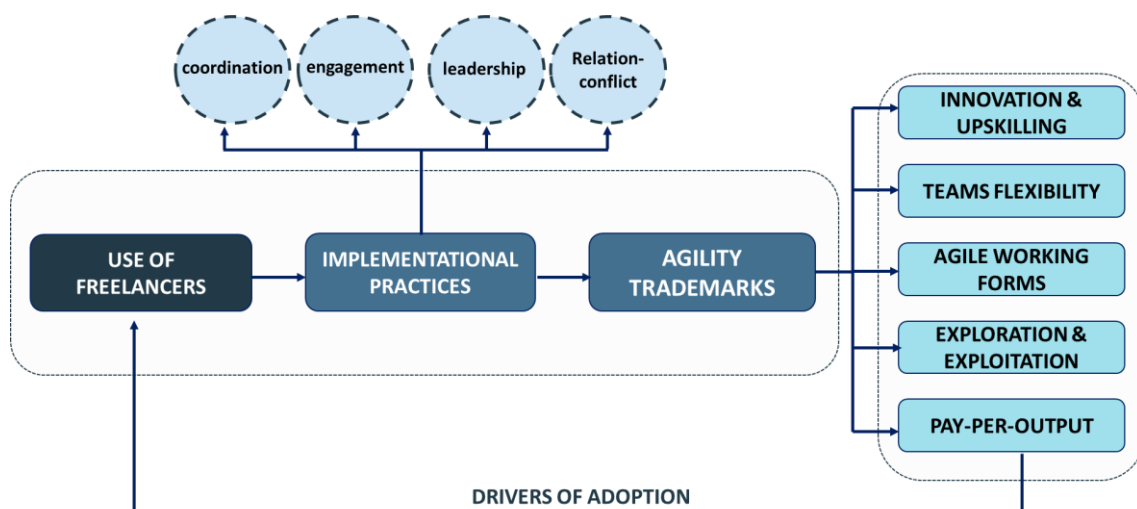 coordination
engagement
leadership
Relation-
conflict
USE OF
FREELANCERS
IMPLEMENTATIONAL
PRACTICES
AGILITY
TRADEMARKS
INNOVATION &
UPSKILLING
TEAMS FLEXIBILITY
AGILE WORKING
FORMS
EXPLORATION &
EXPLOITATION
PAY-PER-OUTPUT
DRIVERS OF ADOPTION